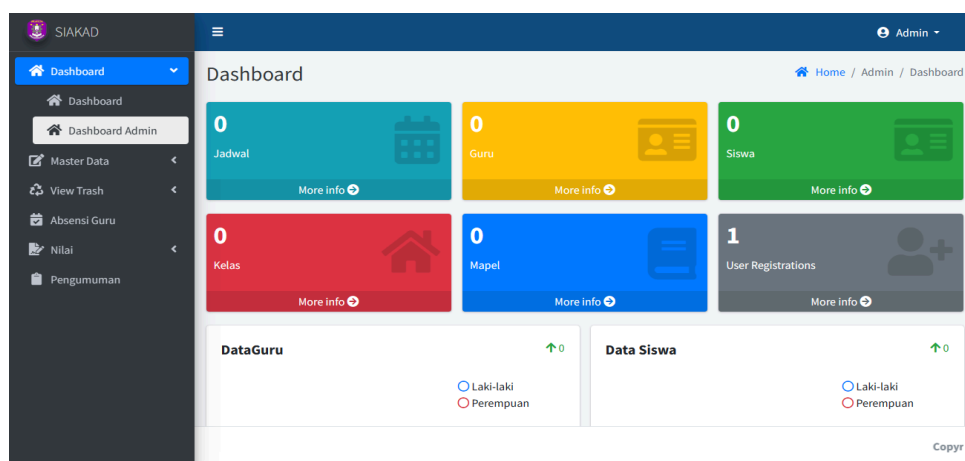 SIAKAD
Admin
Dashboard
Dashboard
Dashboard Admin
Master Data
View Trash
Absensi Guru
Nilai
Pengumuman
Dashboard
Home / Admin / Dashboard
0
Jadwal
More info
0
Guru
More info
0
Siswa
More info
0
Kelas
More info
0
Mapel
More info
1
User Registrations
More info
DataGuru
0
Laki-laki
Perempuan
Data Siswa
0
Laki-laki
Perempuan
Copyr